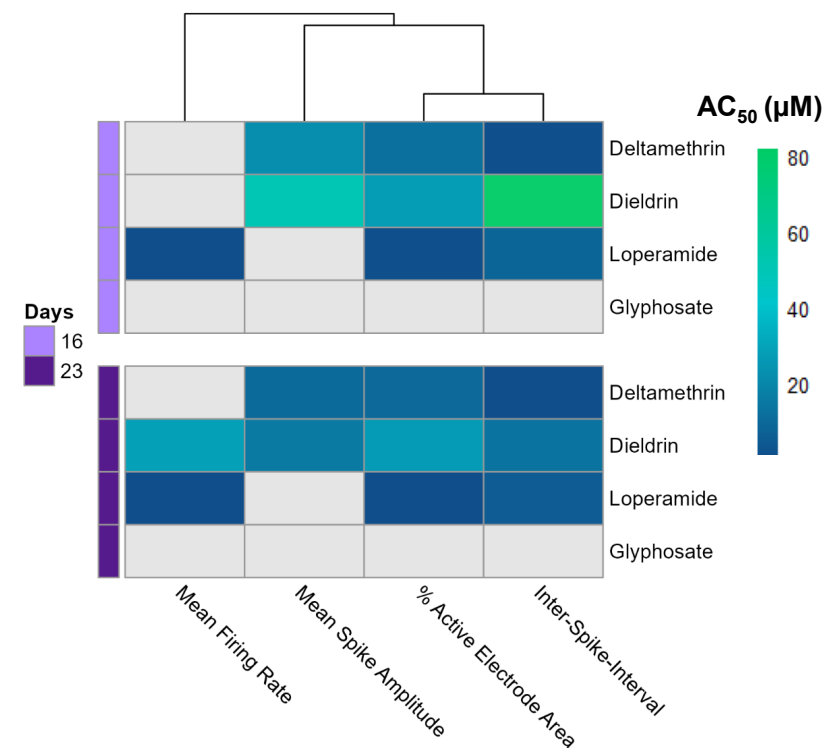 AC50 (µM)
80
60
40
20
Deltamethrin
Dieldrin
Loperamide
Glyphosate
Days
16
23
Deltamethrin
Dieldrin
Loperamide
Glyphosate
Mean Firing Rate
Mean Spike Amplitude
% Active Electrode Area
Inter-Spike-Interval